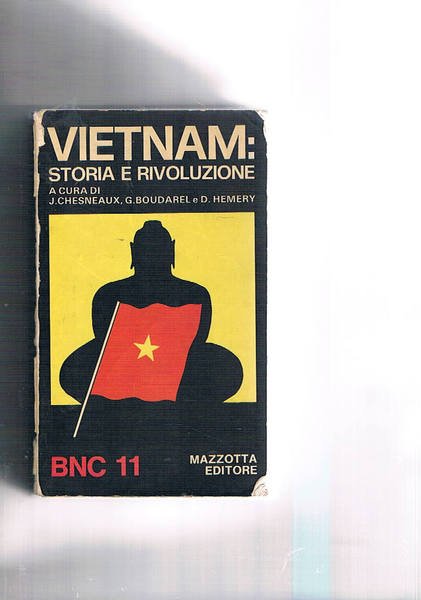 VIETNAM:
STORIA E RIVOLUZIONE
A CURA DI
J.CHESNEAUX, G.BOUDAREL e D. HEMERY
BNC 11
MAZZOTTA
EDITORE